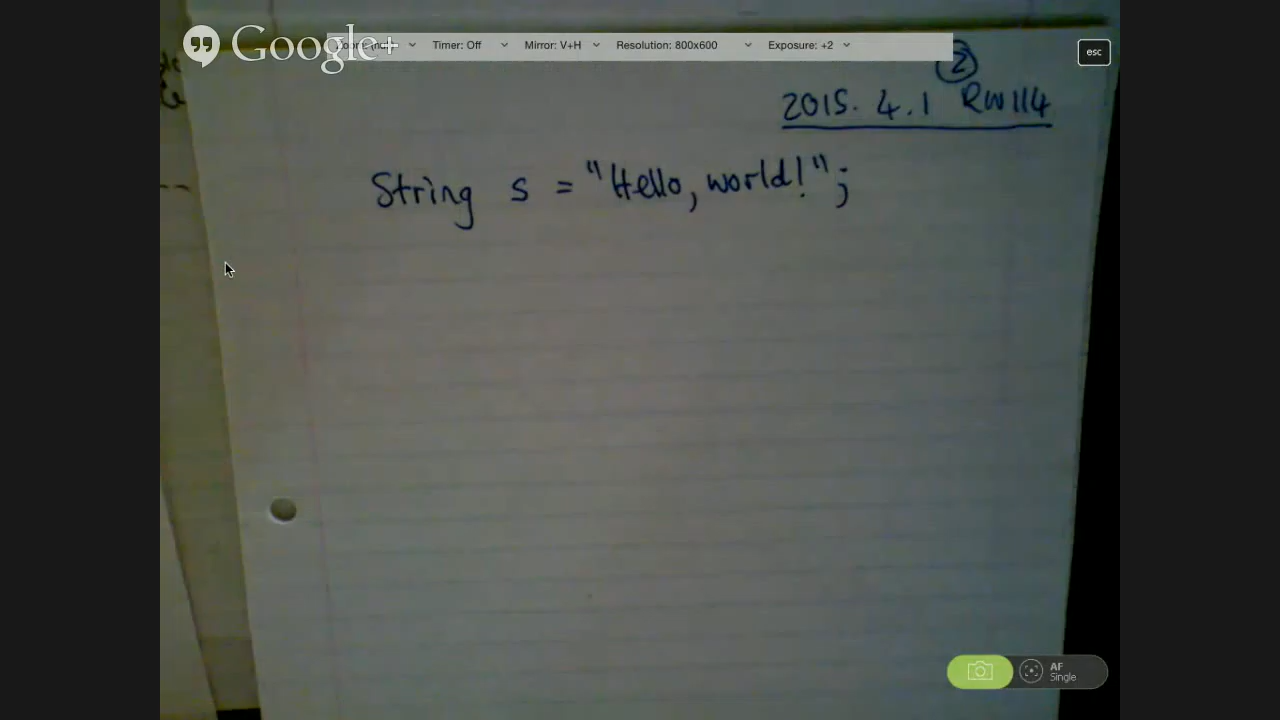 Google+
Timer: Off Mirror: V+H Resolution: 800x600 Exposure: +2
esc
2
2015. 4.1 RW114
String s = "Hello, world!";
AF
Single